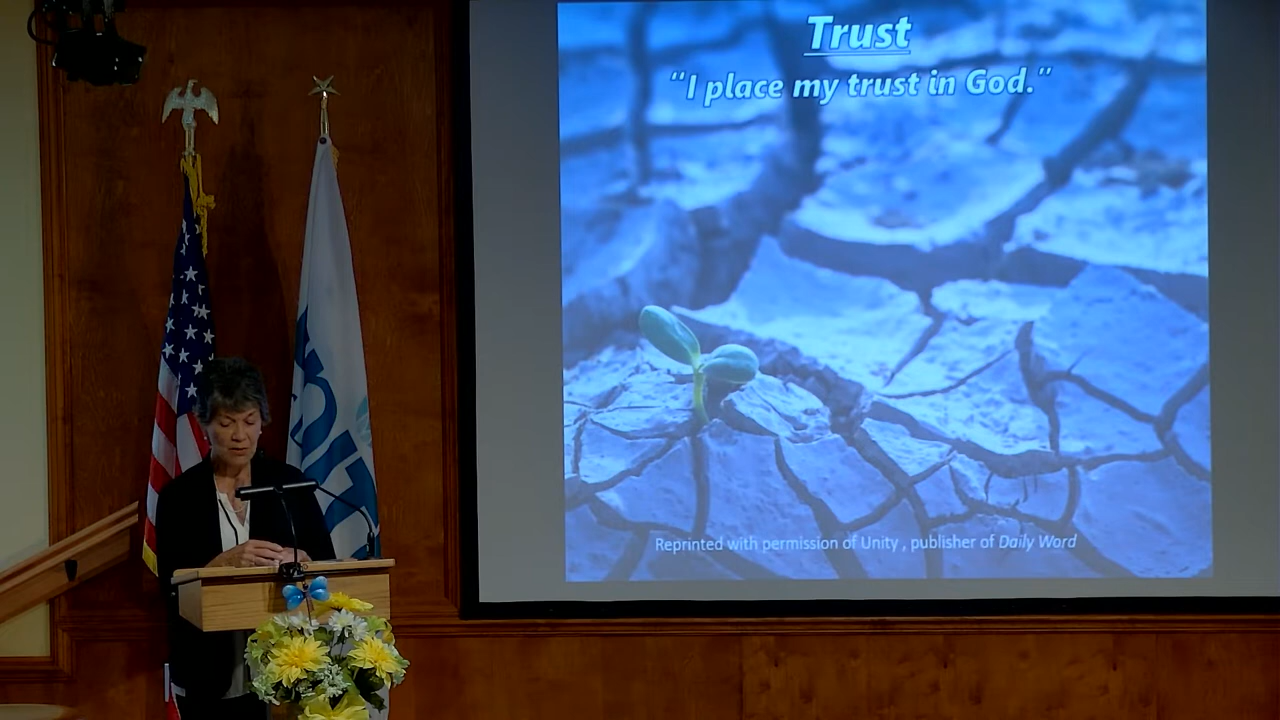 Trust
"I place my trust in God."
Reprinted with permission of Unity , publisher of Daily Word